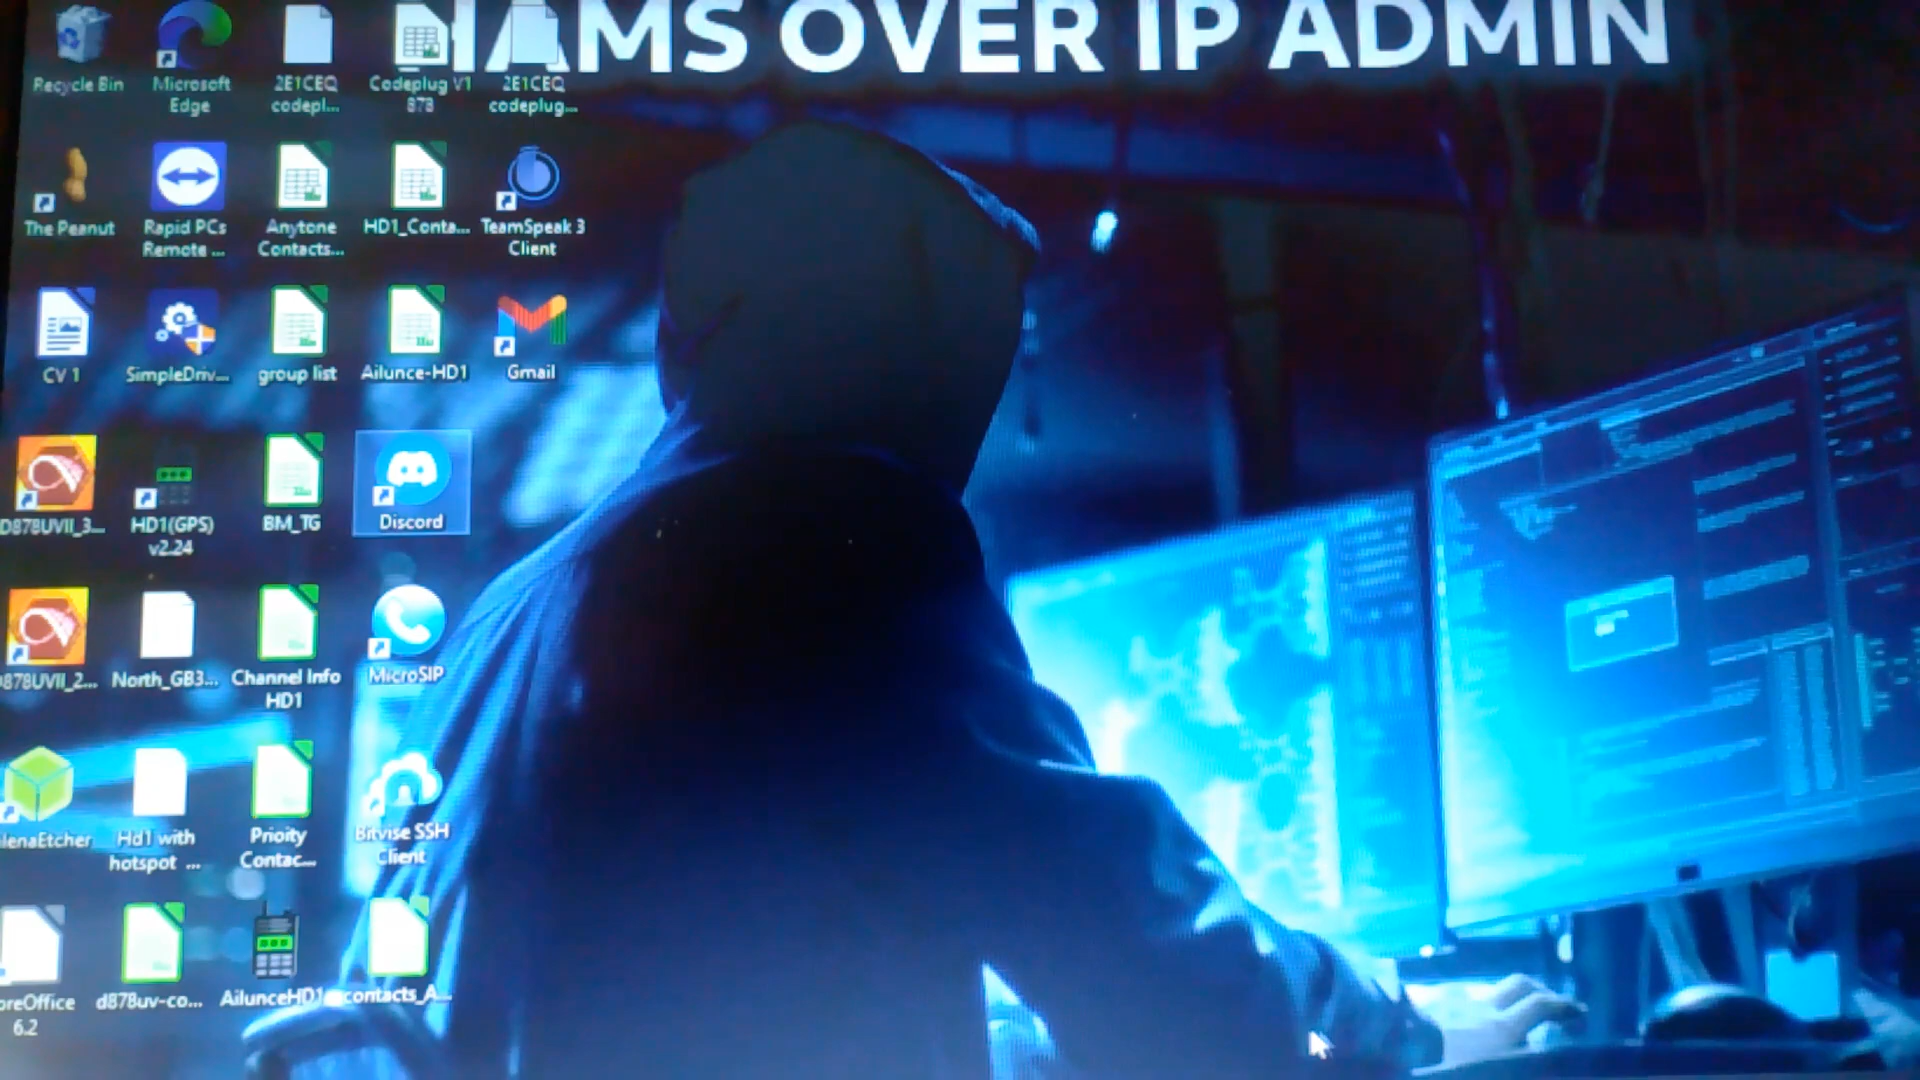 HAMS OVER IP ADMIN
Recycle Bin
Microsoft
Edge
2E1CEQ
codepl...
Codeplug V1
878
2E1CEQ
codeplug...
The Peanut
Rapid PCs
Remote ...
Anytone
Contacts...
HD1_Conta...
TeamSpeak 3
Client
CV 1
SimpleDriv...
group list
Ailunce-HD1
Gmail
D878UVII_3...
HD1(GPS)
v2.24
BM_TG
Discord
878UVII_2...
North_GB3...
Channel Info
HD1
MicroSIP
lenaEtcher
Hd1 with
hotspot ...
Prioity
Contac...
Bitvise SSH
Client
oreOffice
6.2
d878uv-co...
AilunceHD1
contacts_A...